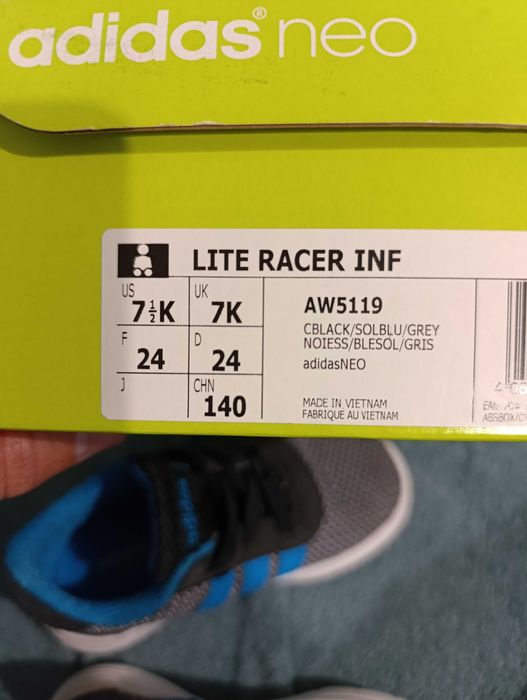 adidas® neo
LITE RACER INF
US
7½K
UK
7K
F
24
D
24
J
CHN
140
AW5119
CBLACK/SOLBLU/GREY
NOIESS/BLESOL/GRIS
adidasNEO
MADE IN VIETNAM
FABRIQUE AU VIETNAM
adidas